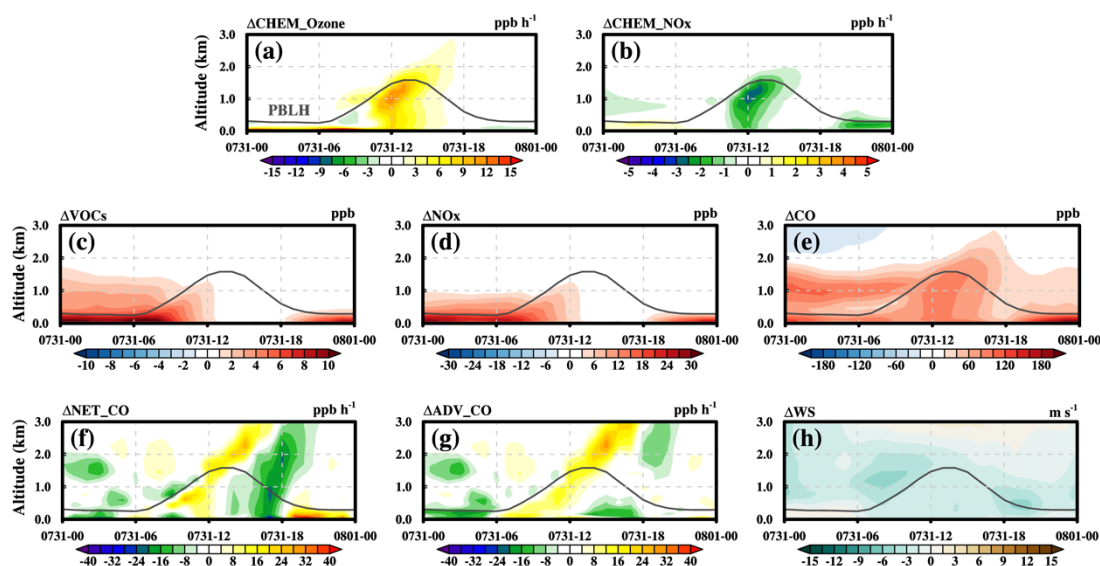 ΔCHEM_Ozone ppb h⁻¹
(a)
PBLH
Altitude (km)
3.0
2.0
1.0
0.0
0731-00 0731-06 0731-12 0731-18 0801-00
-15 -12 -9 -6 -3 0 3 6 9 12 15
ΔCHEM_NOx ppb h⁻¹
(b)
3.0
2.0
1.0
0.0
0731-00 0731-06 0731-12 0731-18 0801-00
-5 -4 -3 -2 -1 0 1 2 3 4 5
ΔVOCs ppb
(c)
Altitude (km)
3.0
2.0
1.0
0.0
0731-00 0731-06 0731-12 0731-18 0801-00
-10 -8 -6 -4 -2 0 2 4 6 8 10
ΔNOx ppb
(d)
3.0
2.0
1.0
0.0
0731-00 0731-06 0731-12 0731-18 0801-00
-30 -24 -18 -12 -6 0 6 12 18 24 30
ΔCO ppb
(e)
3.0
2.0
1.0
0.0
0731-00 0731-06 0731-12 0731-18 0801-00
-180 -120 -60 0 60 120 180
ΔNET_CO ppb h⁻¹
(f)
Altitude (km)
3.0
2.0
1.0
0.0
0731-00 0731-06 0731-12 0731-18 0801-00
-40 -32 -24 -16 -8 0 8 16 24 32 40
ΔADV_CO ppb h⁻¹
(g)
3.0
2.0
1.0
0.0
0731-00 0731-06 0731-12 0731-18 0801-00
-40 -32 -24 -16 -8 0 8 16 24 32 40
ΔWS m s⁻¹
(h)
3.0
2.0
1.0
0.0
0731-00 0731-06 0731-12 0731-18 0801-00
-15 -12 -9 -6 -3 0 3 6 9 12 15